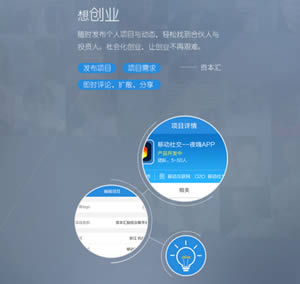 想创业
随时发布个人项目与动态，轻松找到合伙人与
投资人。社会化创业，让创业不再艰难。
发布项目 项目需求 —— 资本汇
即时评论、扩散、分享
项目详情
移动社交—夜嗨APP
产品开发中
团队，5-50人
移动互联网 O2O 移动社
相关
编辑项目